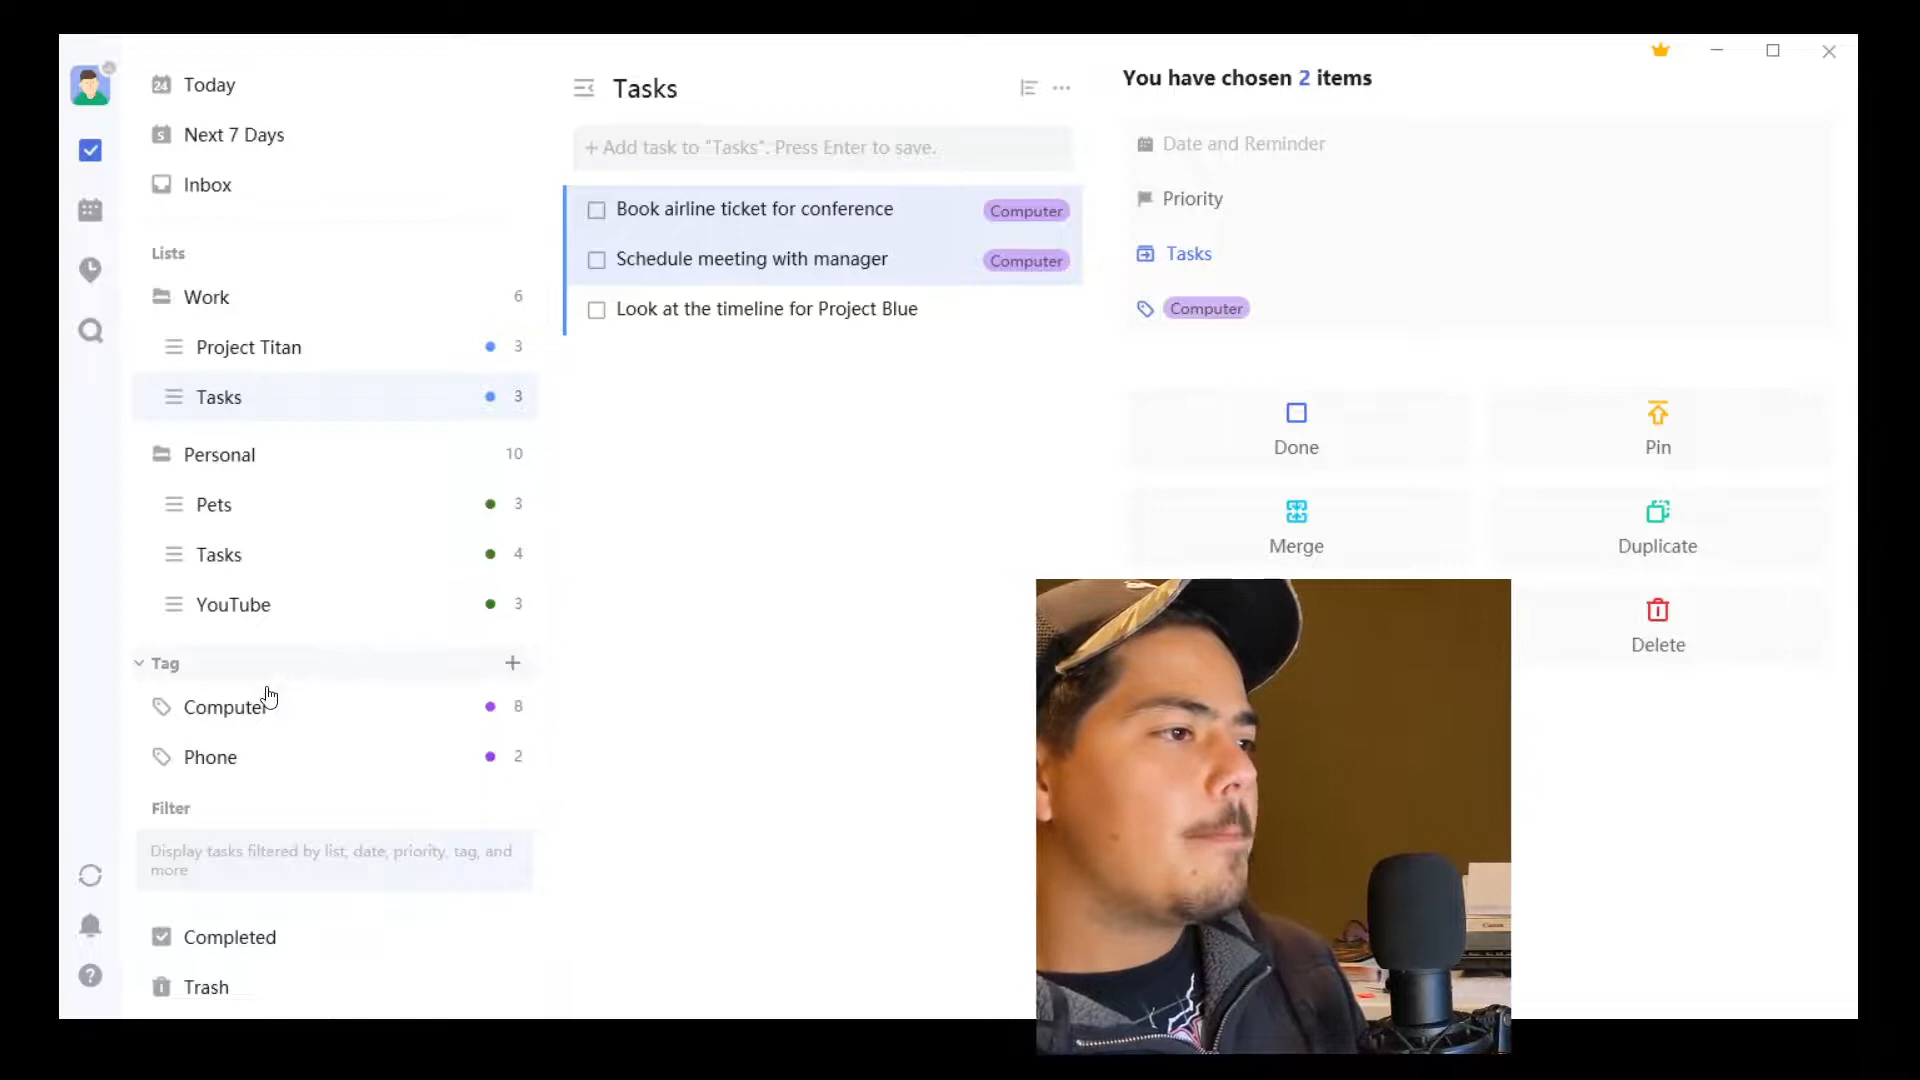 24 Today
S Next 7 Days
Inbox
Lists
Work 6
Project Titan 3
Tasks 3
Personal 10
Pets 3
Tasks 4
YouTube 3
Tag +
Computer 8
Phone 2
Filter
Display tasks filtered by list, date, priority, tag, and
more
Completed
Trash
Tasks
+ Add task to "Tasks". Press Enter to save.
Book airline ticket for conference Computer
Schedule meeting with manager Computer
Look at the timeline for Project Blue
You have chosen 2 items
Date and Reminder
Priority
Tasks
Computer
Done
Pin
Merge
Duplicate
Delete
Canon